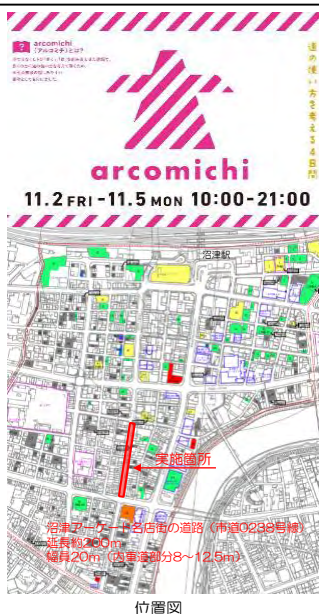 ? arcomichi
(アルコミチ)とは?
道の使い方を考える4日間
arcomichi
11.2 FRI - 11.5 MON 10:00-21:00
沼津駅
実施箇所
沼津アーケード名店街の道路(市道0238号線)
延長約200m
幅員20m(内車道部分8~12.5m)
位置図